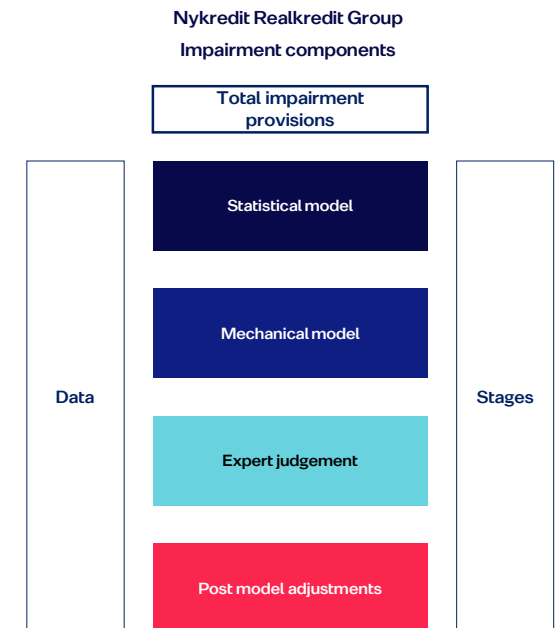 Nykredit Realkredit Group
Impairment components
Total impairment
provisions
Statistical model
Mechanical model
Data
Stages
Expert judgement
Post model adjustments